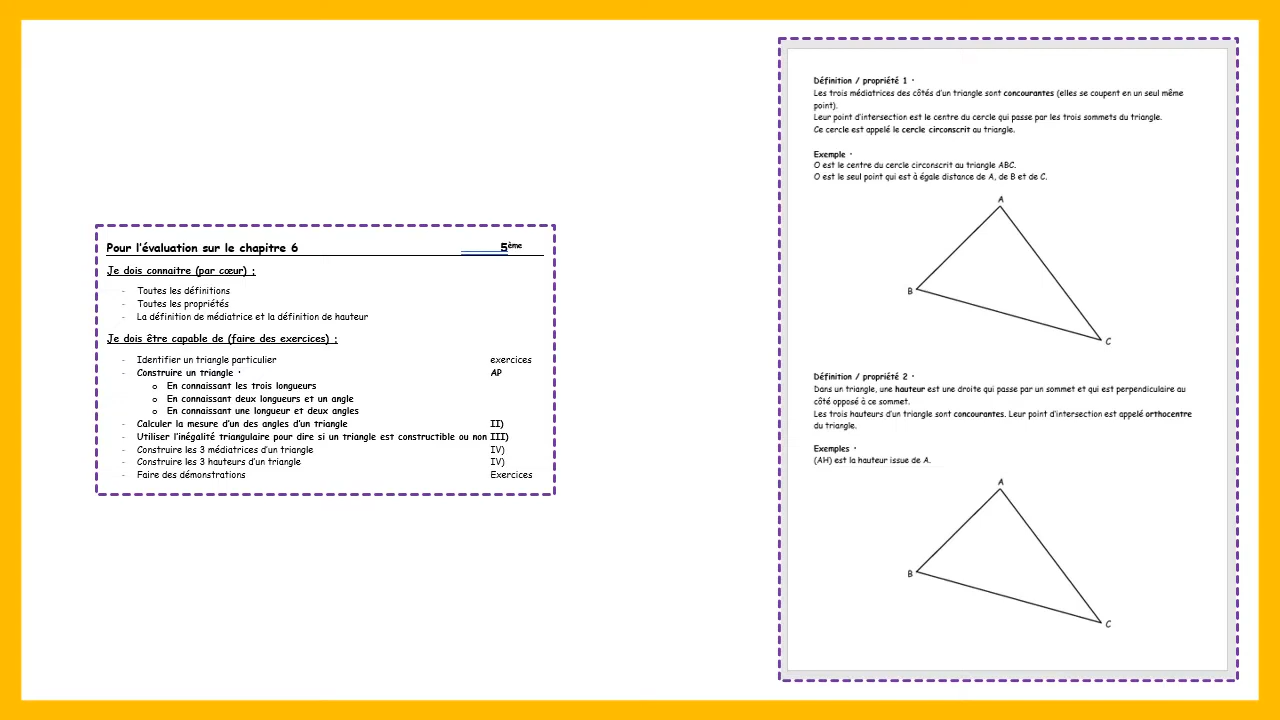 Pour l'évaluation sur le chapitre 6 5ème
Je dois connaitre (par cœur) :
- Toutes les définitions
- Toutes les propriétés
- La définition de médiatrice et la définition de hauteur
Je dois être capable de (faire des exercices) :
- Identifier un triangle particulier exercices
- Construire un triangle : AP
o En connaissant les trois longueurs
o En connaissant deux longueurs et un angle
o En connaissant une longueur et deux angles
- Calculer la mesure d'un des angles d'un triangle II)
- Utiliser l'inégalité triangulaire pour dire si un triangle est constructible ou non III)
- Construire les 3 médiatrices d'un triangle IV)
- Construire les 3 hauteurs d'un triangle IV)
- Faire des démonstrations Exercices
Définition / propriété 1 :
Les trois médiatrices des côtés d'un triangle sont concourantes (elles se coupent en un seul même
point).
Leur point d'intersection est le centre du cercle qui passe par les trois sommets du triangle.
Ce cercle est appelé le cercle circonscrit au triangle.
Exemple :
O est le centre du cercle circonscrit au triangle ABC.
O est le seul point qui est à égale distance de A, de B et de C.
A
B
C
Définition / propriété 2 :
Dans un triangle, une hauteur est une droite qui passe par un sommet et qui est perpendiculaire au
côté opposé à ce sommet.
Les trois hauteurs d'un triangle sont concourantes. Leur point d'intersection est appelé orthocentre
du triangle.
Exemples :
(AH) est la hauteur issue de A.
A
B
C